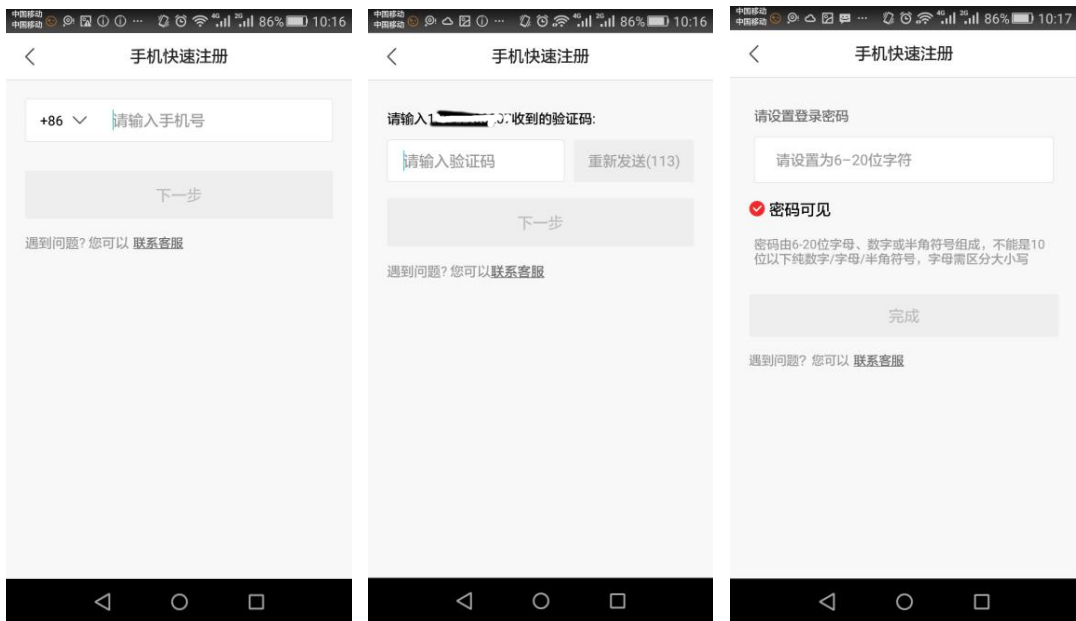 中国移动
中国移动
4G
2G
86%
10:16
手机快速注册
+86
请输入手机号
下一步
遇到问题? 您可以 联系客服
中国移动
中国移动
4G
2G
86%
10:16
手机快速注册
请输入1 收到的验证码:
请输入验证码
重新发送(113)
下一步
遇到问题? 您可以联系客服
中国移动
中国移动
4G
2G
86%
10:17
手机快速注册
请设置登录密码
请设置为6-20位字符
密码可见
密码由6-20位字母、数字或半角符号组成，不能是10
位以下纯数字/字母/半角符号，字母需区分大小写
完成
遇到问题? 您可以 联系客服